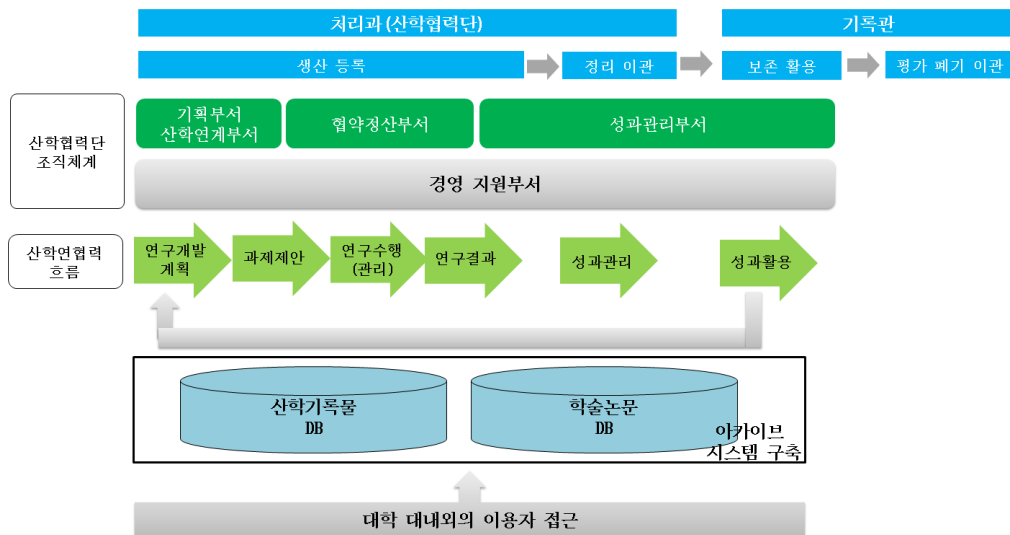 처리과(산학협력단)
기록관
생산 등록
정리 이관
보존 활용
평가 폐기 이관
산학협력단
조직체계
기획부서
산학연계부서
협약정산부서
성과관리부서
경영 지원부서
산학연협력
흐름
연구개발
계획
과제제안
연구수행
(관리)
연구결과
성과관리
성과활용
산학기록물
DB
학술논문
DB
아카이브
시스템 구축
대학 대내외의 이용자 접근